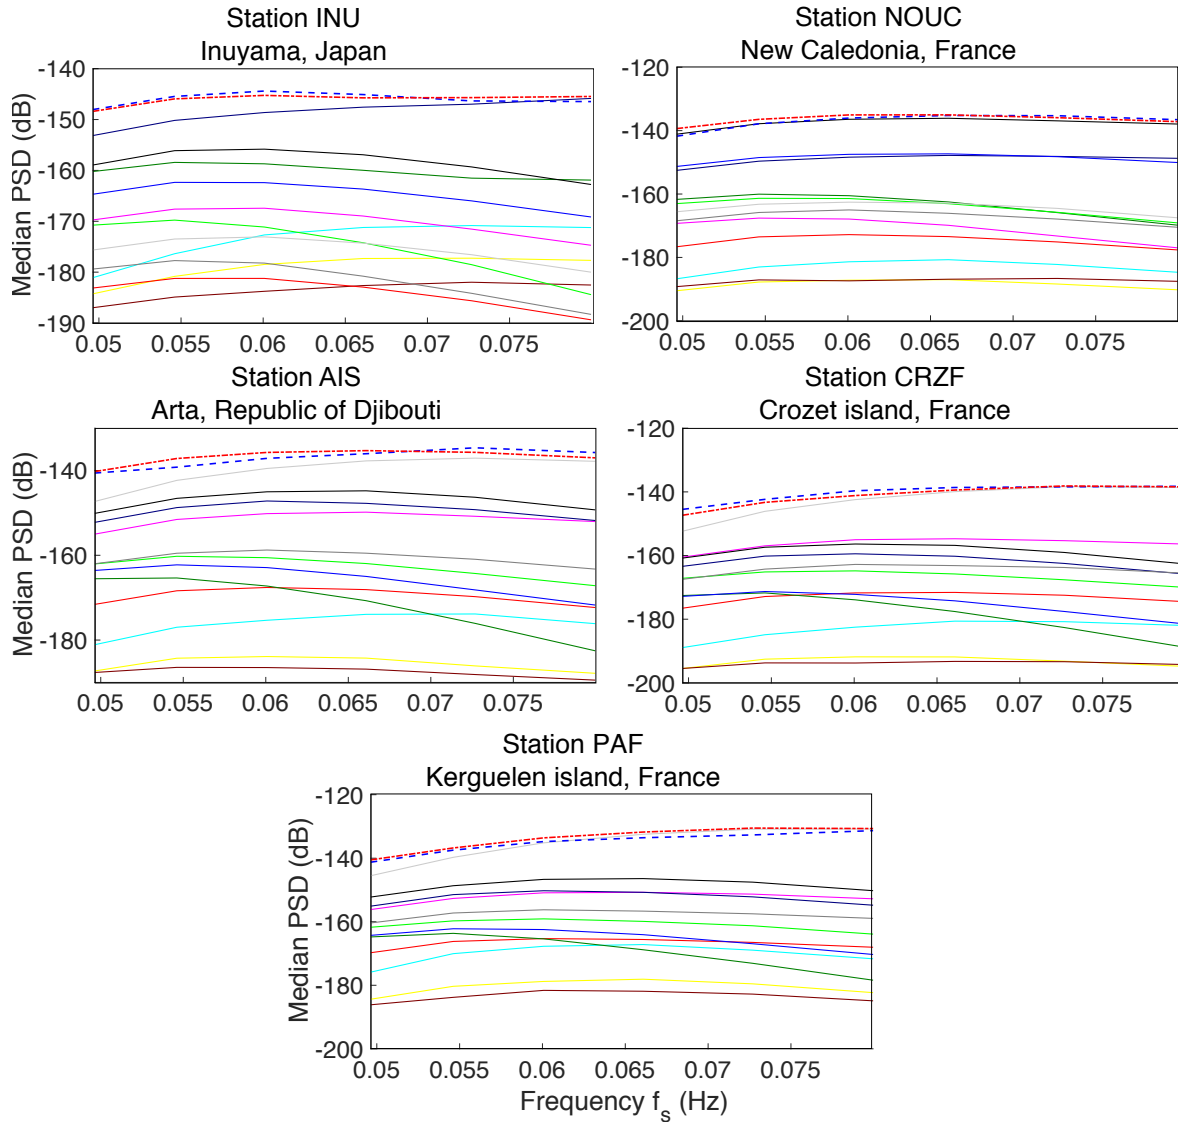 Station INU
Inuyama, Japan
Median PSD (dB)
-140
-150
-160
-170
-180
-190
0.05 0.055 0.06 0.065 0.07 0.075
Station NOUC
New Caledonia, France
-120
-140
-160
-180
-200
0.05 0.055 0.06 0.065 0.07 0.075
Station AIS
Arta, Republic of Djibouti
Median PSD (dB)
-140
-160
-180
0.05 0.055 0.06 0.065 0.07 0.075
Station CRZF
Crozet island, France
-120
-140
-160
-180
-200
0.05 0.055 0.06 0.065 0.07 0.075
Station PAF
Kerguelen island, France
Median PSD (dB)
-120
-140
-160
-180
-200
0.05 0.055 0.06 0.065 0.07 0.075
Frequency f_s (Hz)